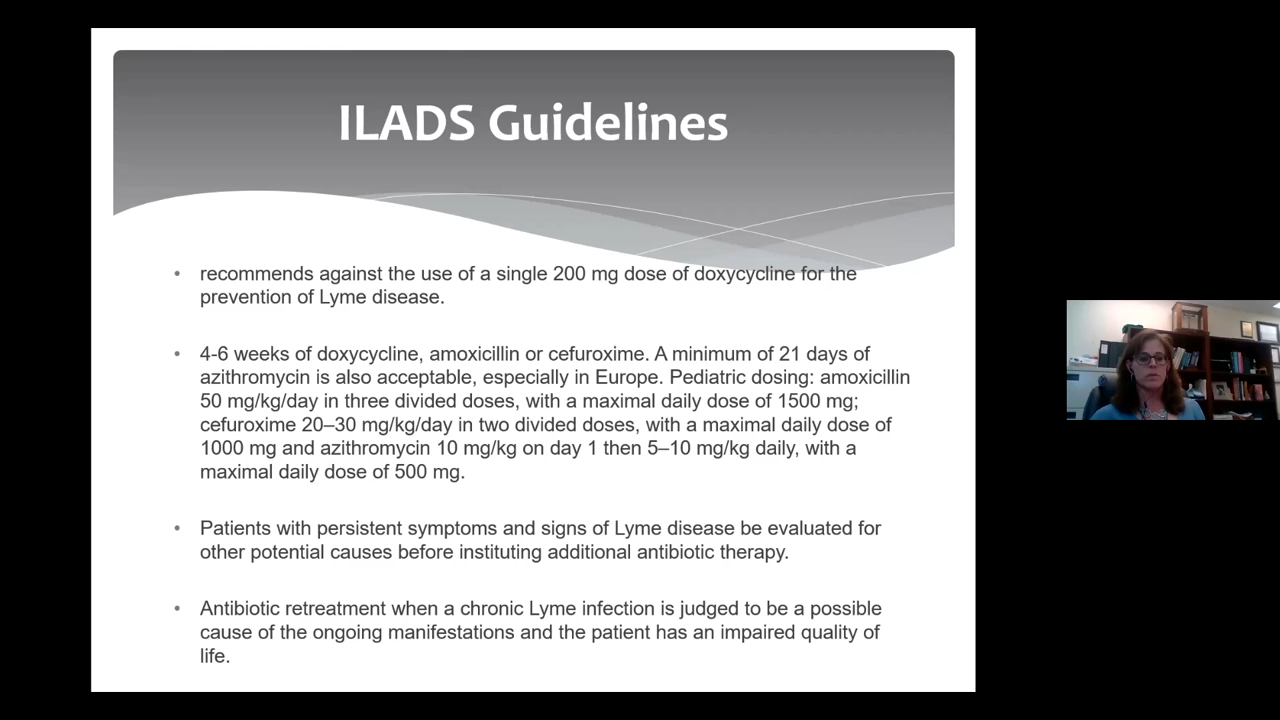 ILADS Guidelines
• recommends against the use of a single 200 mg dose of doxycycline for the
prevention of Lyme disease.
• 4-6 weeks of doxycycline, amoxicillin or cefuroxime. A minimum of 21 days of
azithromycin is also acceptable, especially in Europe. Pediatric dosing: amoxicillin
50 mg/kg/day in three divided doses, with a maximal daily dose of 1500 mg;
cefuroxime 20–30 mg/kg/day in two divided doses, with a maximal daily dose of
1000 mg and azithromycin 10 mg/kg on day 1 then 5–10 mg/kg daily, with a
maximal daily dose of 500 mg.
• Patients with persistent symptoms and signs of Lyme disease be evaluated for
other potential causes before instituting additional antibiotic therapy.
• Antibiotic retreatment when a chronic Lyme infection is judged to be a possible
cause of the ongoing manifestations and the patient has an impaired quality of
life.